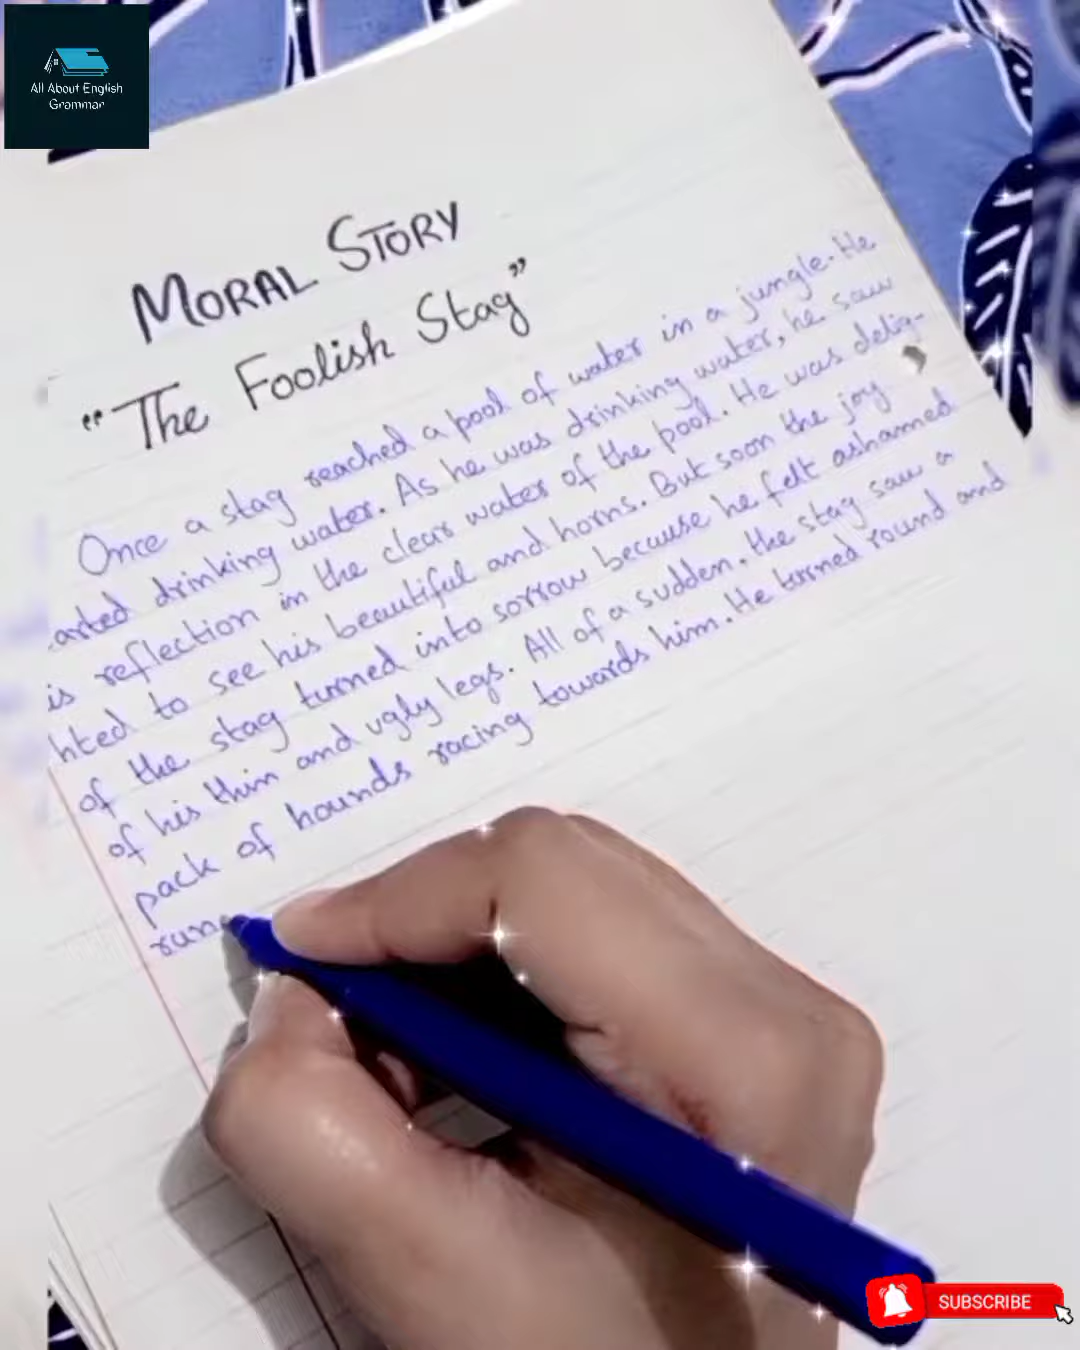 All About English
Grammar
MORAL STORY
"The Foolish Stag"
Once a stag reached a pool of water in a jungle. He
arted drinking water. As he was drinking water, he saw
is reflection in the clear water of the pool. He was delig-
hted to see his beautiful and horns. But soon the joy
of the stag turned into sorrow because he felt ashamed
of his thin and ugly legs. All of a sudden. the stag saw a
pack of hounds racing towards him. He turned round and
run
SUBSCRIBE